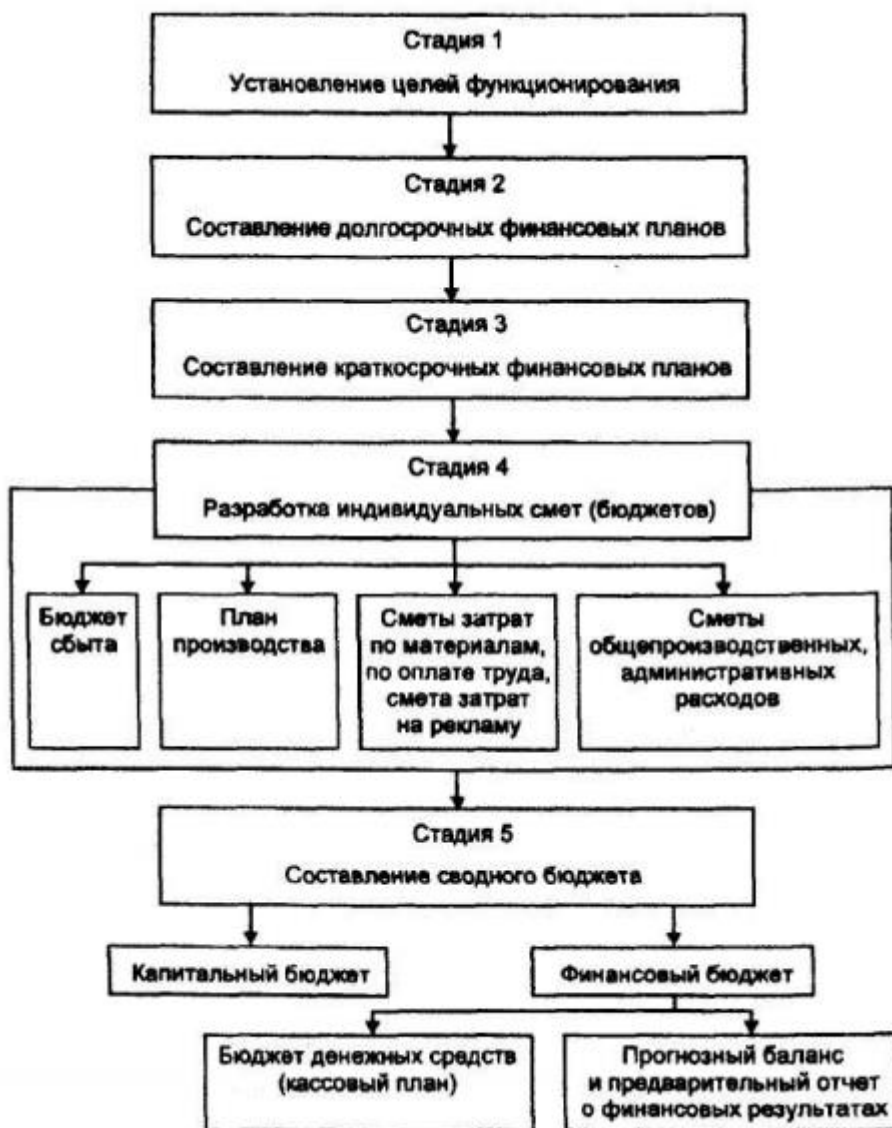 Стадия 1
Установление целей функционирования
Стадия 2
Составление долгосрочных финансовых планов
Стадия 3
Составление краткосрочных финансовых планов
Стадия 4
Разработка индивидуальных смет (бюджетов)
Бюджет
сбыта
План
производства
Сметы затрат
по материалам,
по оплате труда,
смета затрат
на рекламу
Сметы
общепроизводственных,
административных
расходов
Стадия 5
Составление сводного бюджета
Капитальный бюджет
Финансовый бюджет
Бюджет денежных средств
(кассовый план)
Прогнозный баланс
и предварительный отчет
о финансовых результатах